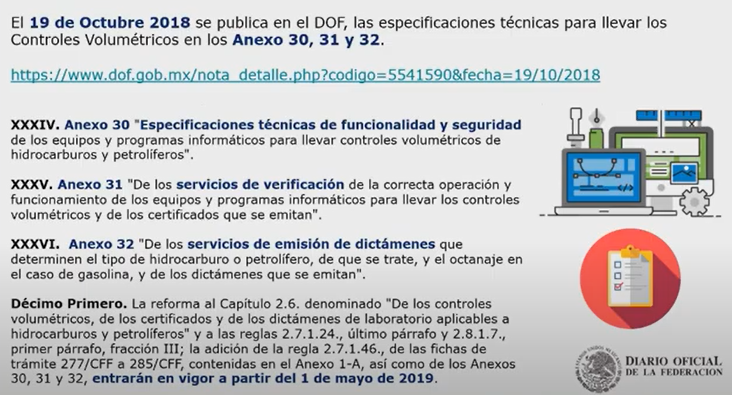 El 19 de Octubre 2018 se publica en el DOF, las especificaciones técnicas para llevar los
Controles Volumétricos en los Anexo 30, 31 y 32.
https://www.dof.gob.mx/nota_detalle.php?codigo=5541590&fecha=19/10/2018
XXXIV. Anexo 30 "Especificaciones técnicas de funcionalidad y seguridad
de los equipos y programas informáticos para llevar controles volumétricos de
hidrocarburos y petrolíferos".
XXXV. Anexo 31 "De los servicios de verificación de la correcta operación y
funcionamiento de los equipos y programas informáticos para llevar los controles
volumétricos y de los certificados que se emitan".
XXXVI. Anexo 32 "De los servicios de emisión de dictámenes que
determinen el tipo de hidrocarburo o petrolífero, de que se trate, y el octanaje en
el caso de gasolina, y de los dictámenes que se emitan".
Décimo Primero. La reforma al Capítulo 2.6. denominado "De los controles
volumétricos, de los certificados y de los dictámenes de laboratorio aplicables a
hidrocarburos y petrolíferos" y a las reglas 2.7.1.24., último párrafo y 2.8.1.7.,
primer párrafo, fracción III; la adición de la regla 2.7.1.46., de las fichas de
trámite 277/CFF a 285/CFF, contenidas en el Anexo 1-A, así como de los Anexos
30, 31 y 32, entrarán en vigor a partir del 1 de mayo de 2019.
DIARIO OFICIAL
DE LA FEDERACION